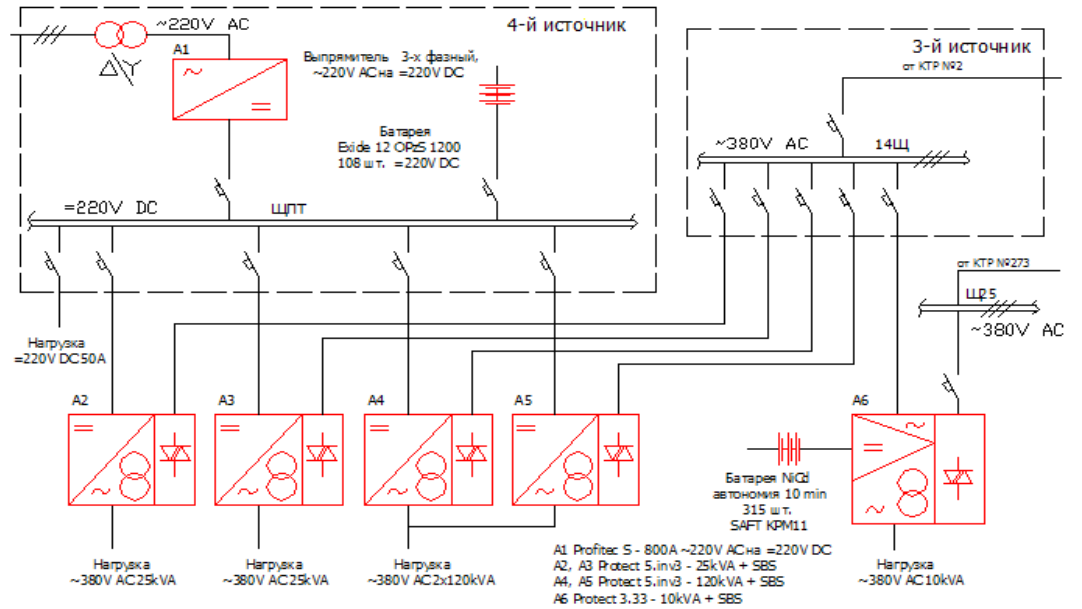 4-й источник
~220V AC
A1
Выпрямитель 3-х фазный,
~220V AC на =220V DC
Батарея
Exide 12 OPzS 1200
108 шт. =220V DC
=220V DC
ЩПТ
3-й источник
от КТР №2
~380V AC
14Щ
от КТР №273
Щ25
~380V AC
Нагрузка
=220V DC 50A
A2
A3
A4
A5
A6
Батарея NiCd
автономия 10 min
315 шт.
SAFT KPM11
Нагрузка
~380V AC 25kVA
Нагрузка
~380V AC 25kVA
Нагрузка
~380V AC 2x120kVA
Нагрузка
~380V AC 10kVA
A1 Profitec S - 800A ~220V AC на =220V DC
A2, A3 Protect 5.inv3 - 25kVA + SBS
A4, A5 Protect 5.inv3 - 120kVA + SBS
A6 Protect 3.33 - 10kVA + SBS